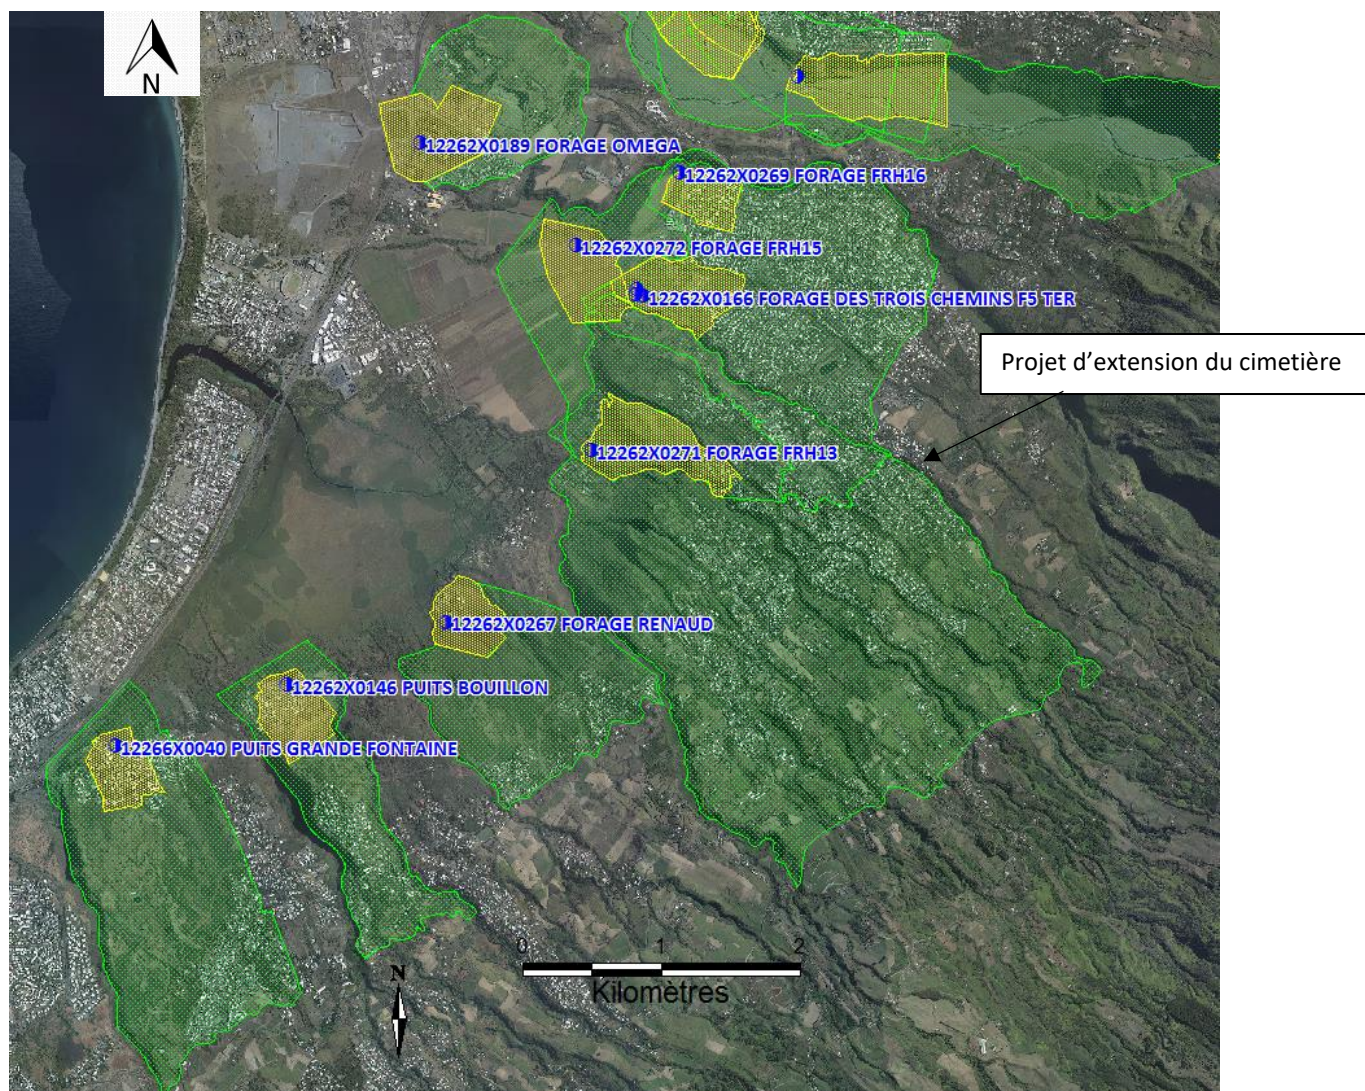 N
12262X0189 FORAGE OMEGA
12262X0269 FORAGE FRH16
12262X0272 FORAGE FRH15
12262X0166 FORAGE DES TROIS CHEMINS F5 TER
Projet d’extension du cimetière
12262X0271 FORAGE FRH13
12262X0267 FORAGE RENAUD
12262X0146 PUITS BOUILLON
12266X0040 PUITS GRANDE FONTAINE
0 1 2
Kilomètres
N